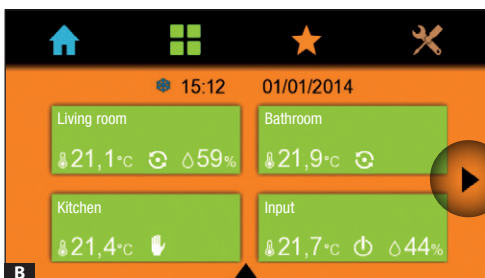 15:12 01/01/2014
Living room
21,1°C 59%
Bathroom
21,9°C
Kitchen
21,4°C
Input
21,7°C 44%
B